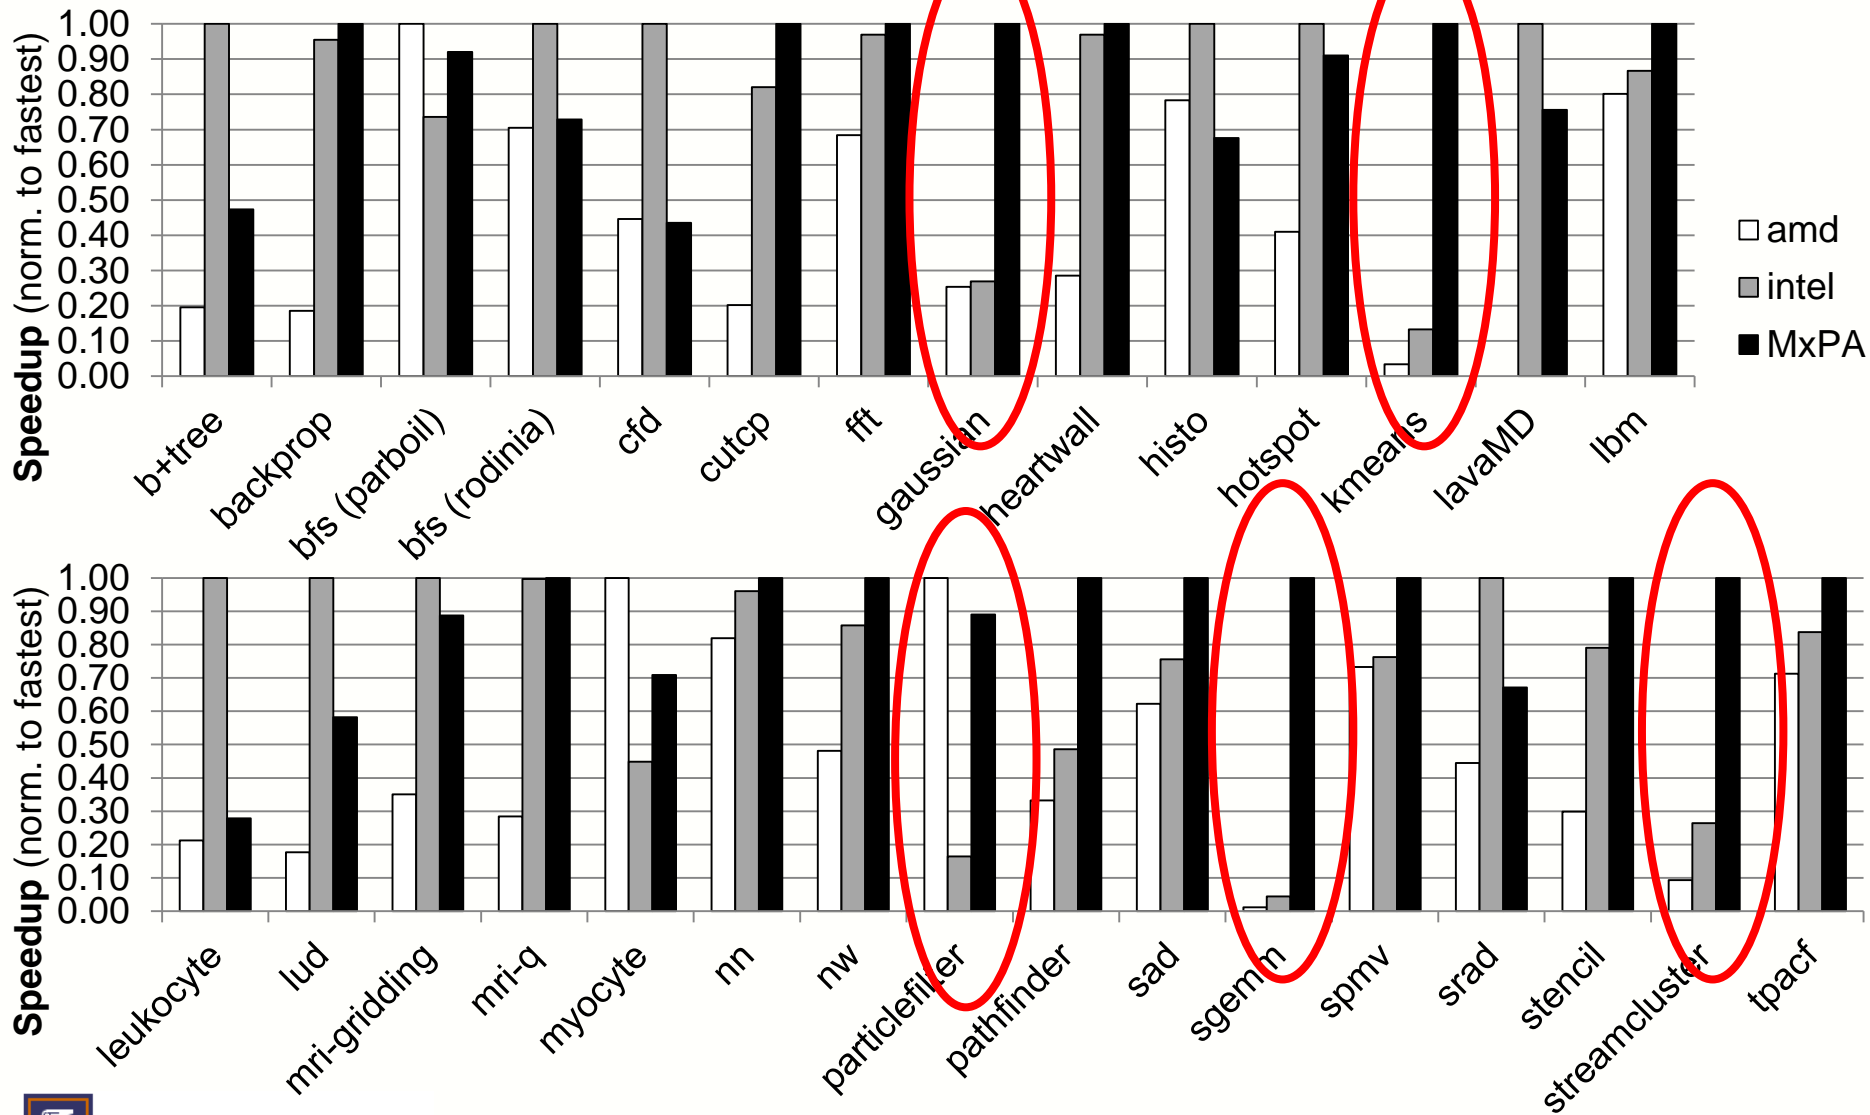 Speedup (norm. to fastest)
1.00
0.90
0.80
0.70
0.60
0.50
0.40
0.30
0.20
0.10
0.00
b+tree
backprop
bfs (parboil)
bfs (rodinia)
cfd
cutcp
fft
gaussian
heartwall
histo
hotspot
kmeans
lavaMD
lbm
amd
intel
MxPA
Speedup (norm. to fastest)
1.00
0.90
0.80
0.70
0.60
0.50
0.40
0.30
0.20
0.10
0.00
leukocyte
lud
mri-gridding
mri-q
myocyte
nn
nw
particlefilter
pathfinder
sad
sgemm
spmv
srad
stencil
streamcluster
tpacf